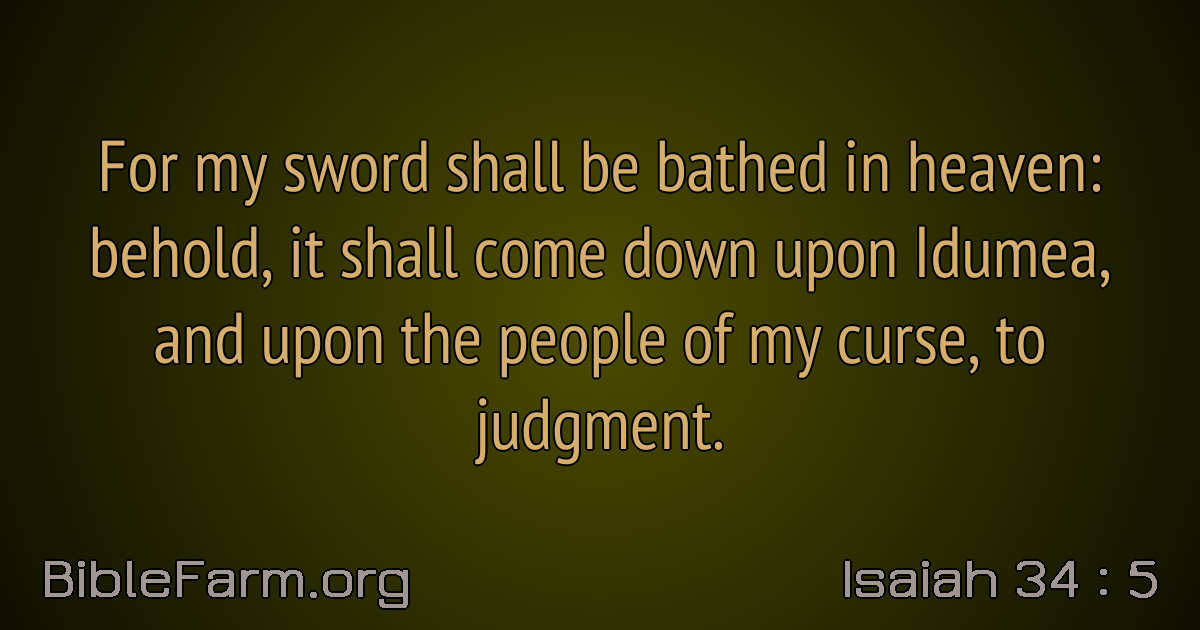 For my sword shall be bathed in heaven:
behold, it shall come down upon Idumea,
and upon the people of my curse, to
judgment.
BibleFarm.org
Isaiah 34 : 5